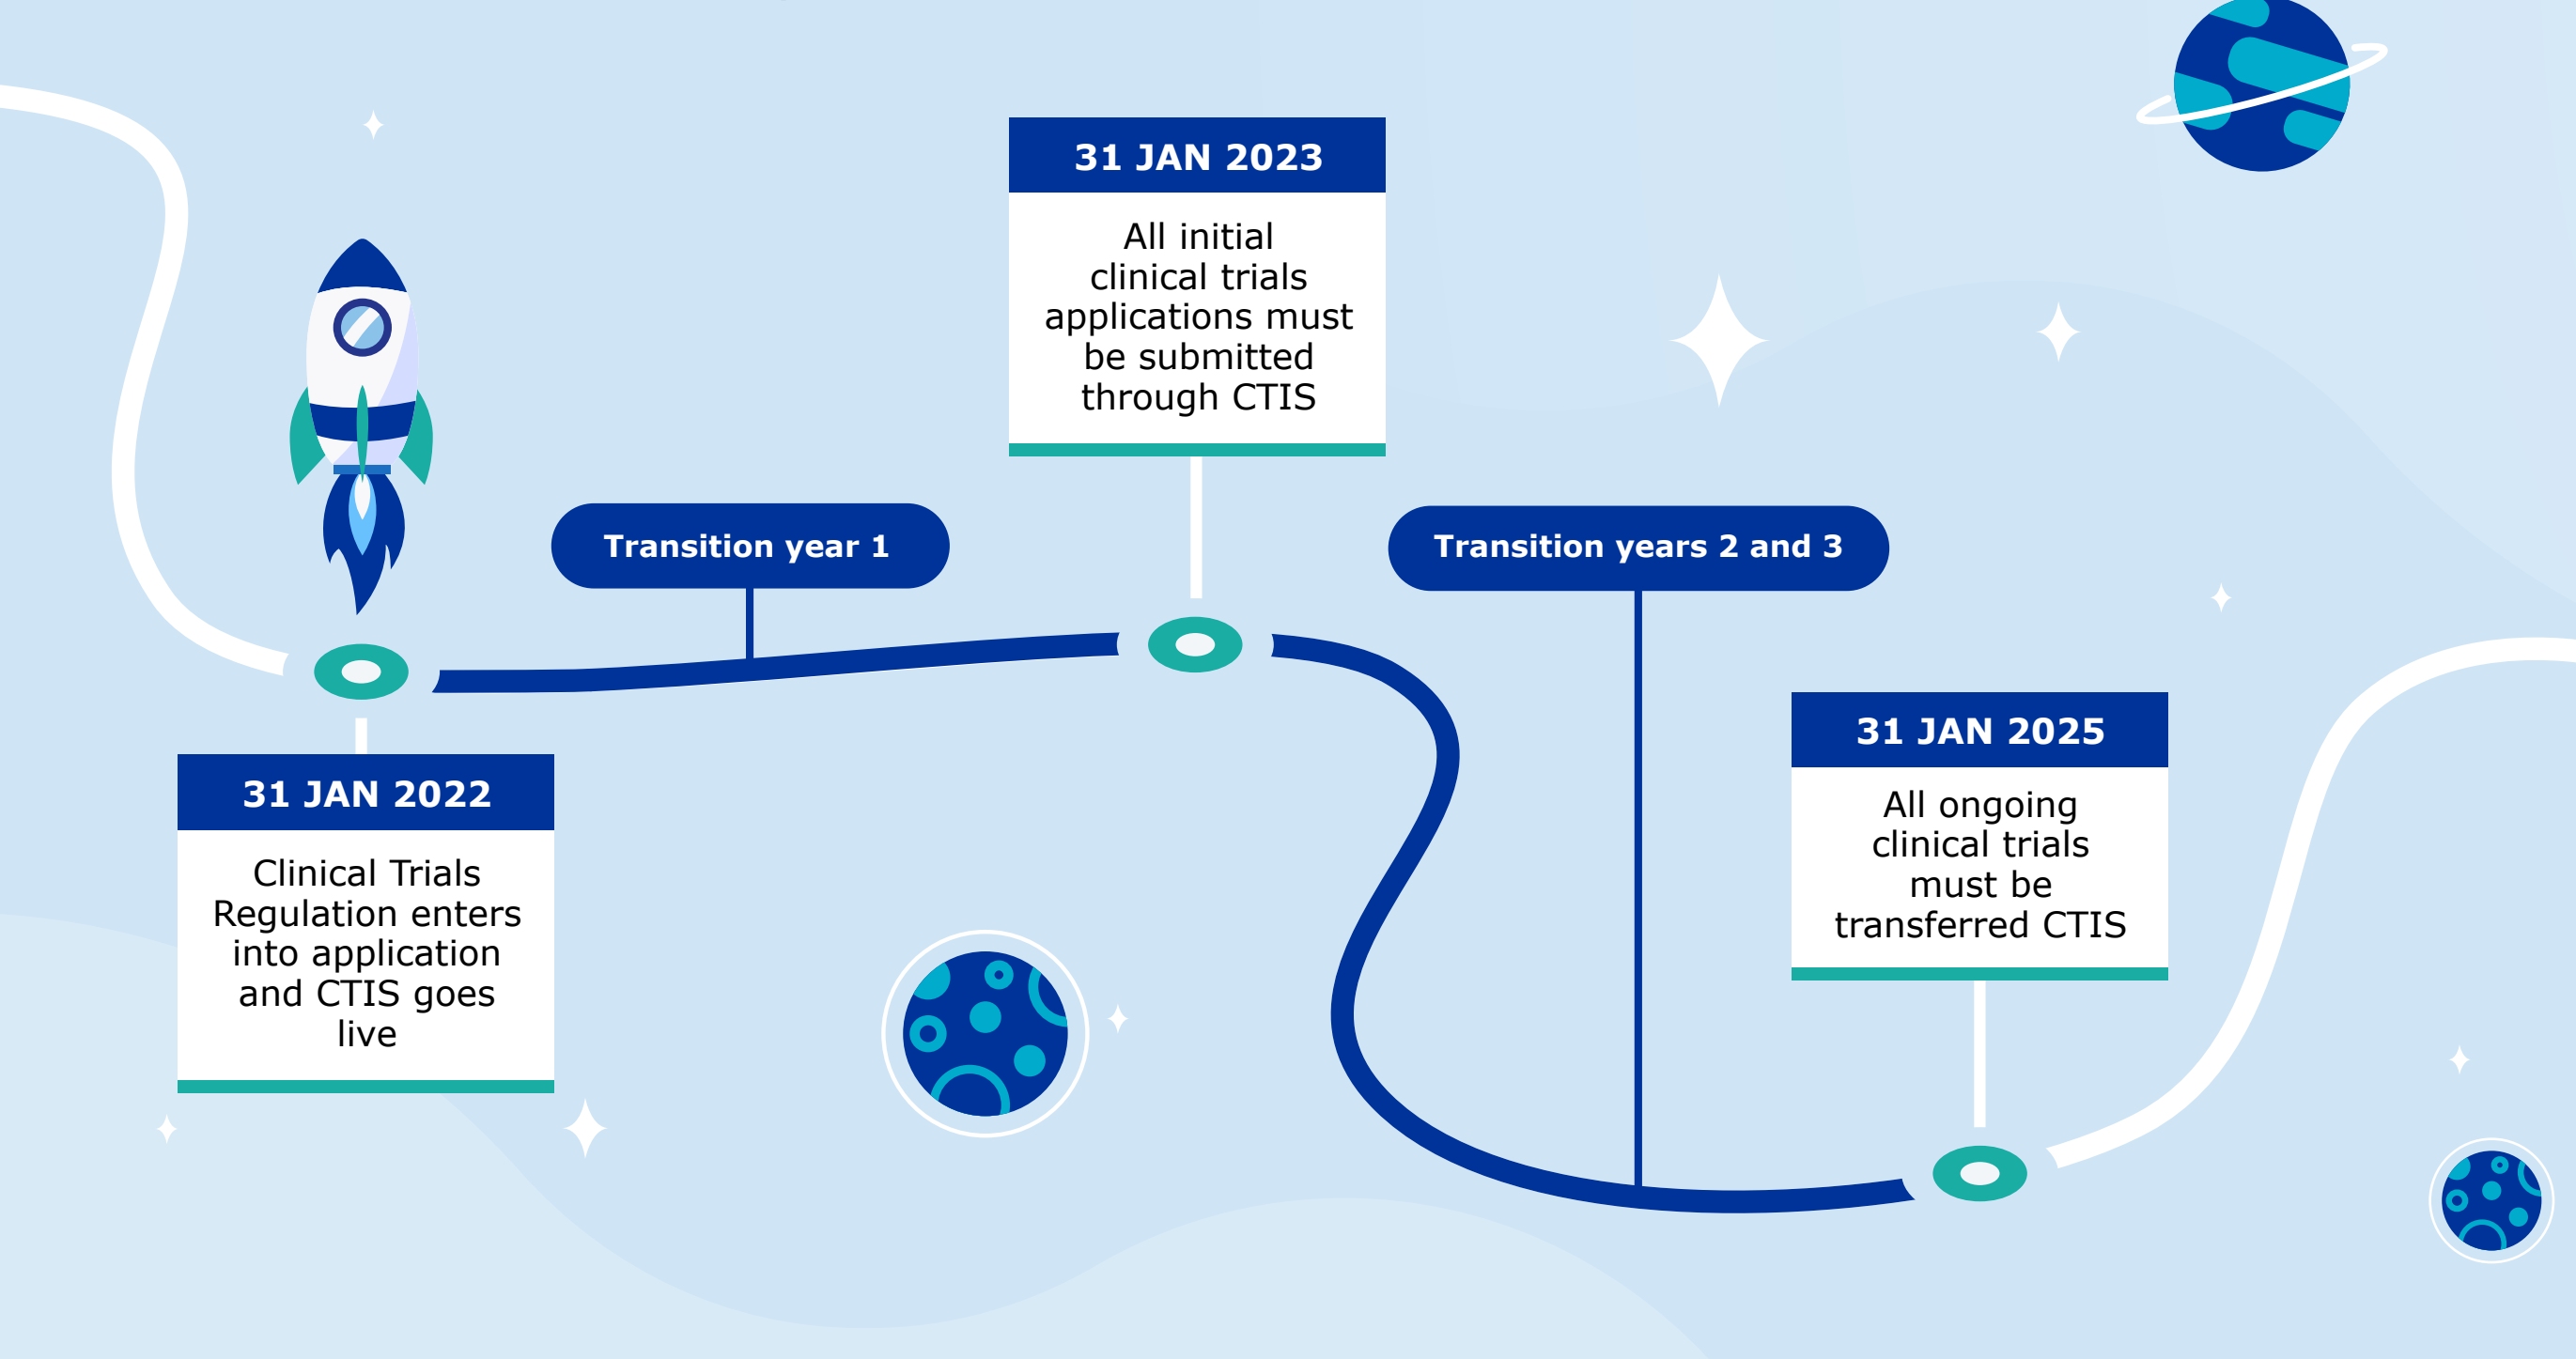 31 JAN 2022
Clinical Trials
Regulation enters
into application
and CTIS goes
live
Transition year 1
31 JAN 2023
All initial
clinical trials
applications must
be submitted
through CTIS
Transition years 2 and 3
31 JAN 2025
All ongoing
clinical trials
must be
transferred CTIS